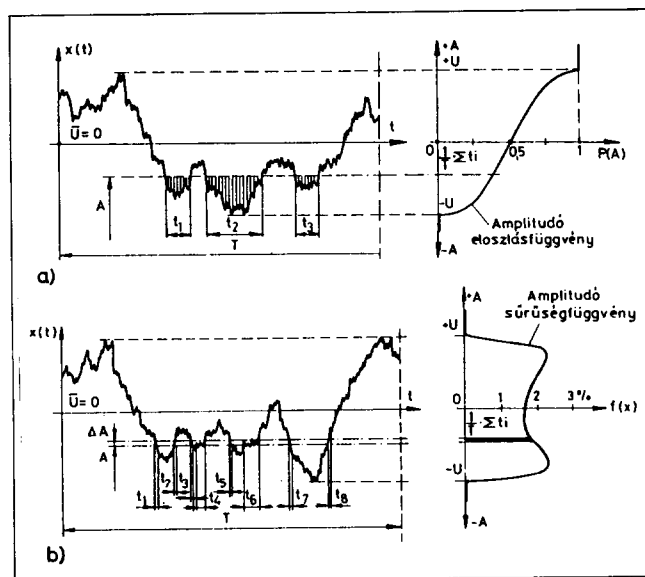 x(t)
Ū = 0
t
A
t₁
t₂
t₃
T
a)
+A
+U
0
0,5
1
P(A)
1/T Σti
-U
-A
Amplitudó
eloszlásfüggvény
x(t)
Ū = 0
t
ΔA
A
t₁
t₂
t₃
t₄
t₅
t₆
t₇
t₈
T
b)
+A
Amplitudó
sűrűségfüggvény
+U
0
1
2
3%
f(x)
1/T · Σti
-U
-A